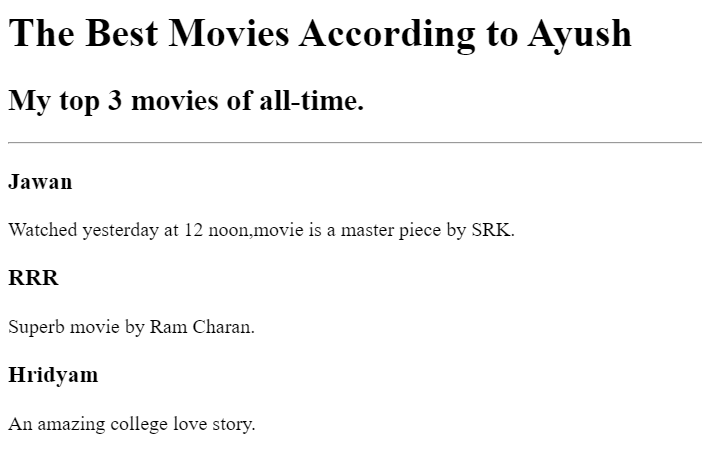 The Best Movies According to Ayush
My top 3 movies of all-time.
Jawan
Watched yesterday at 12 noon,movie is a master piece by SRK.
RRR
Superb movie by Ram Charan.
Hridyam
An amazing college love story.